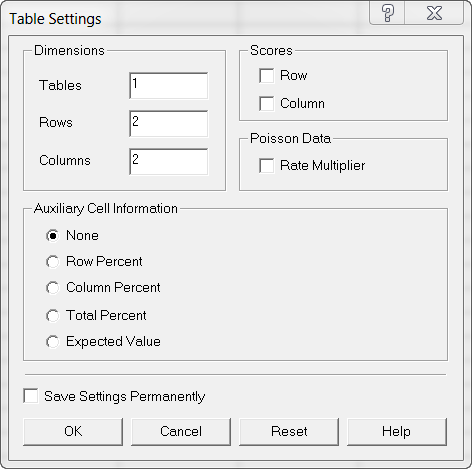 Table Settings
Dimensions
Tables 1
Rows 2
Columns 2
Scores
Row
Column
Poisson Data
Rate Multiplier
Auxiliary Cell Information
None
Row Percent
Column Percent
Total Percent
Expected Value
Save Settings Permanently
OK Cancel Reset Help